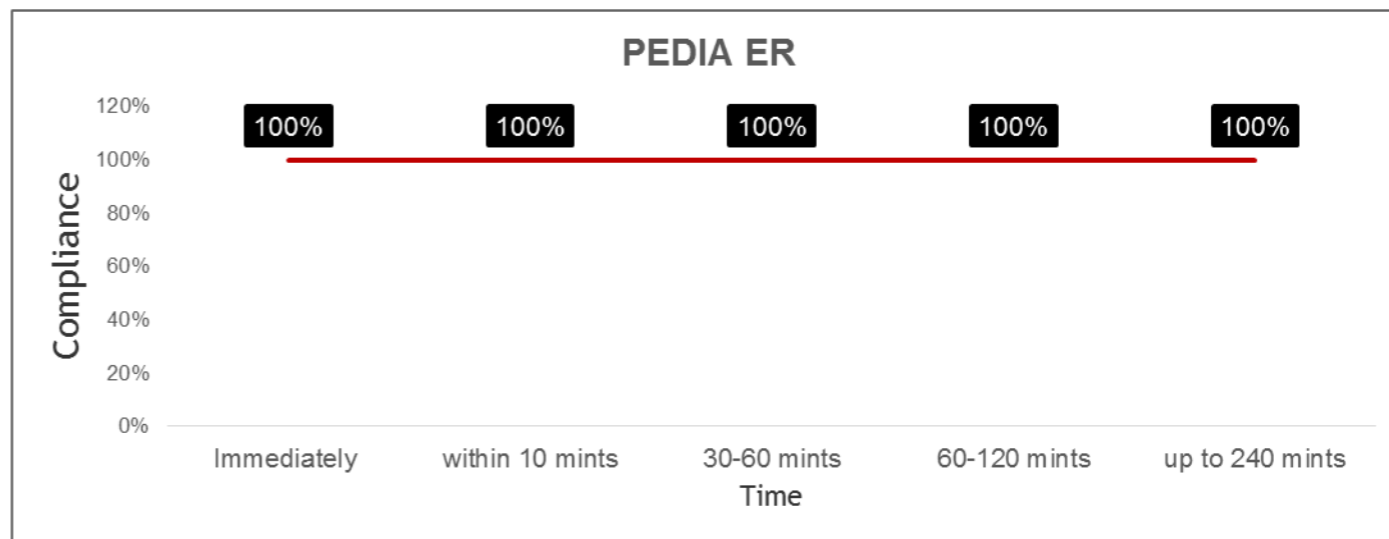 PEDIA ER
120%
100%
80%
60%
40%
20%
0%
Compliance
100% 100% 100% 100% 100%
Immediately within 10 mints 30-60 mints 60-120 mints up to 240 mints
Time